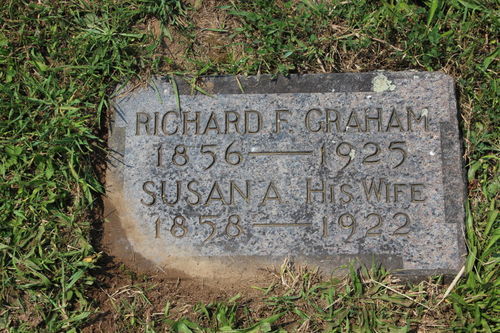 RICHARD F. GRAHAM
1856 — 1925
SUSAN A. HIS WIFE
1858 — 1922